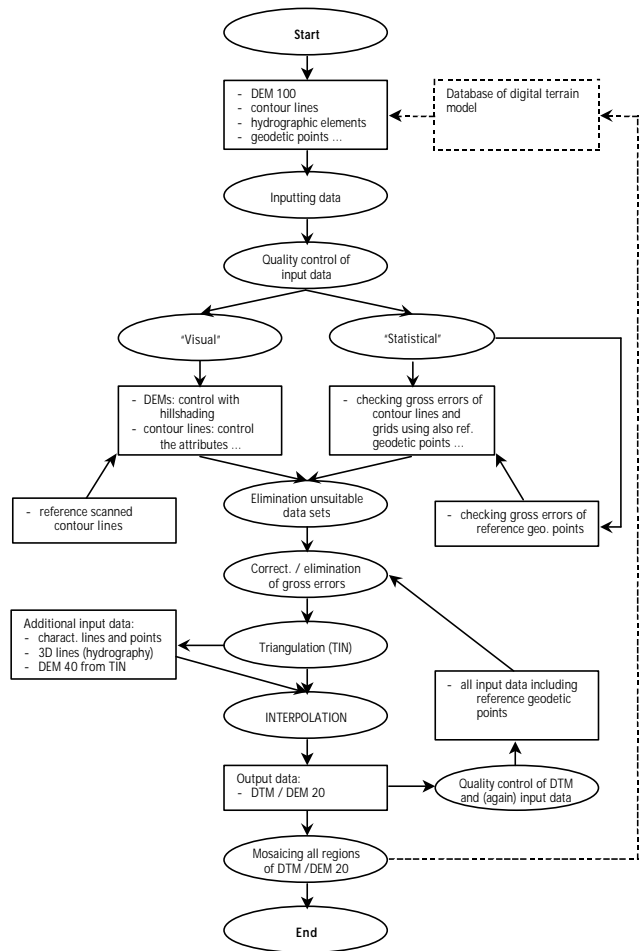 Start
- DEM 100
- contour lines
- hydrographic elements
- geodetic points ...
Database of digital terrain
model
Inputting data
Quality control of
input data
"Visual"
"Statistical"
- DEMs: control with
hillshading
- contour lines: control
the attributes ...
- checking gross errors of
contour lines and
grids using also ref.
geodetic points ...
- reference scanned
contour lines
Elimination unsuitable
data sets
- checking gross errors of
reference geo. points
Correct. / elimination
of gross errors
Additional input data:
- charact. lines and points
- 3D lines (hydrography)
- DEM 40 from TIN
Triangulation (TIN)
- all input data including
reference geodetic
points
INTERPOLATION
Output data:
- DTM / DEM 20
Quality control of DTM
and (again) input data
Mosaicing all regions
of DTM /DEM 20
End